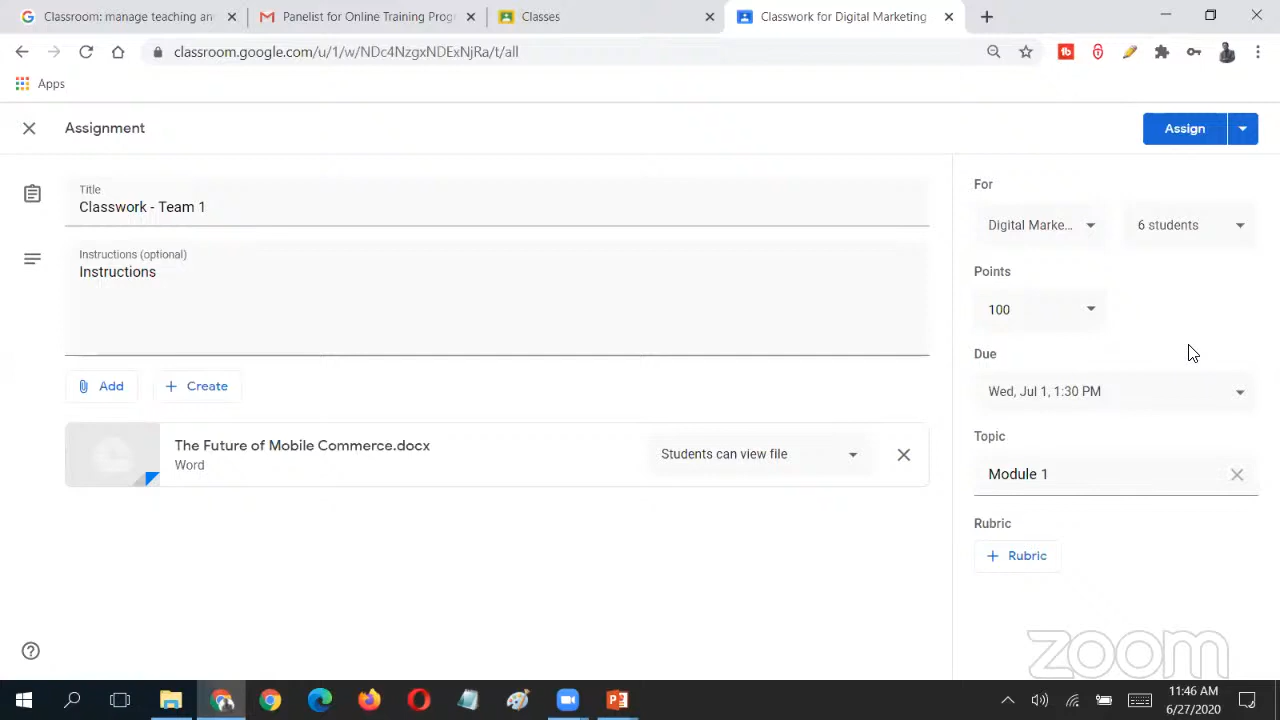 Classroom: manage teaching an
Panelist for Online Training Prog
Classes
Classwork for Digital Marketing
classroom.google.com/u/1/w/NDc4NzgxNDExNjRa/t/all
Apps
Assignment
Assign
Title
Classwork - Team 1
Instructions (optional)
Instructions
Add
Create
The Future of Mobile Commerce.docx
Word
Students can view file
For
Digital Marke...
6 students
Points
100
Due
Wed, Jul 1, 1:30 PM
Topic
Module 1
Rubric
Rubric
zoom
11:46 AM
6/27/2020